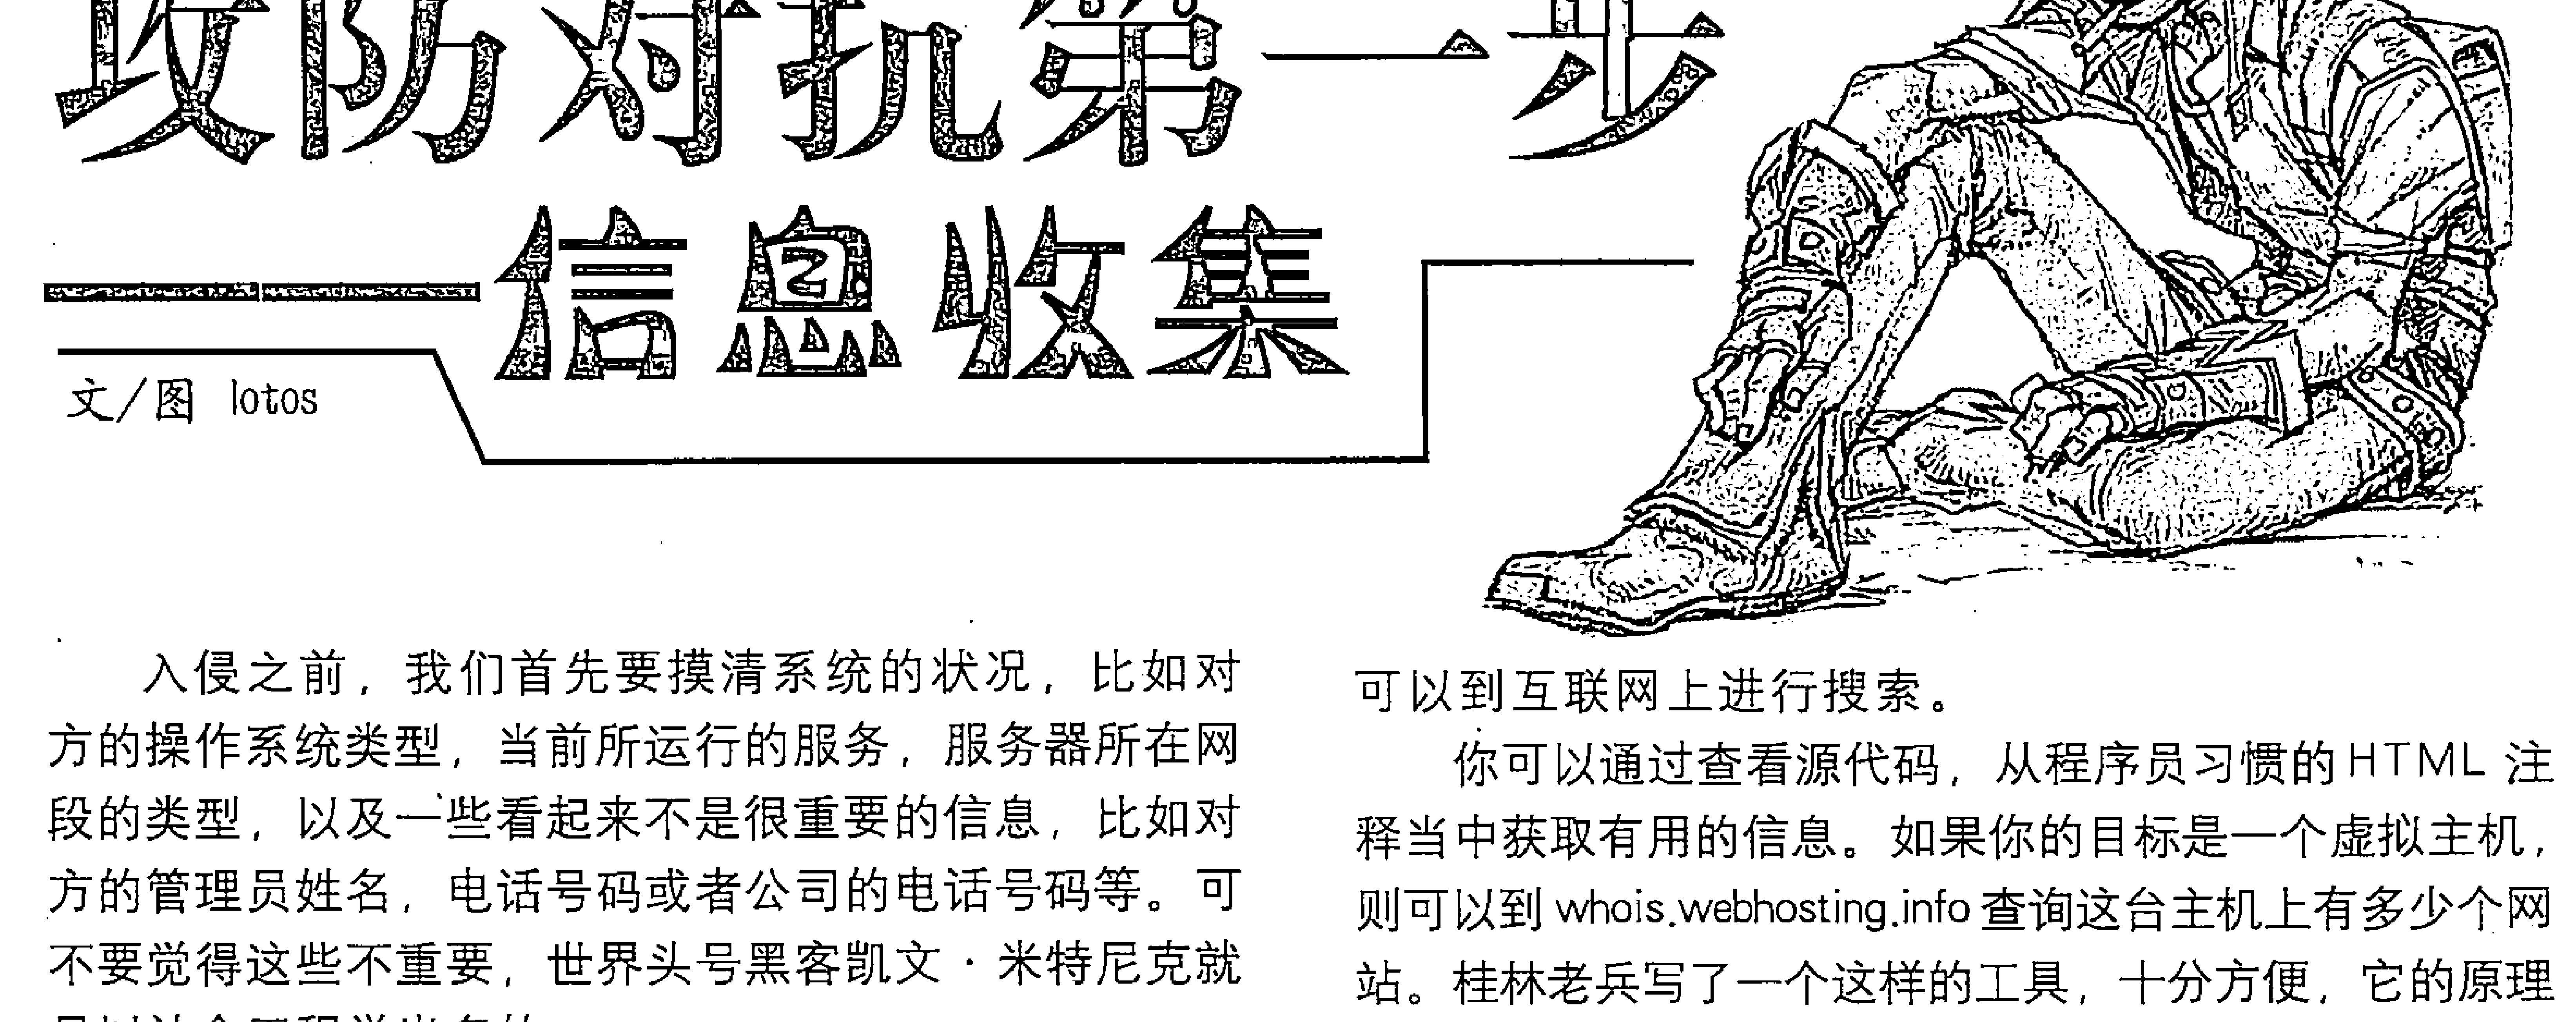 攻防对抗第一步
信息收集
文/图 lotos
入侵之前，我们首先要摸清系统的状况，比如对
方的操作系统类型，当前所运行的服务，服务器所在网
段的类型，以及一些看起来不是很重要的信息，比如对
方的管理员姓名，电话号码或者公司的电话号码等。可
不要觉得这些不重要，世界头号黑客凯文·米特尼克就
可以到互联网上进行搜索。
你可以通过查看源代码，从程序员习惯的HTML 注
释当中获取有用的信息。如果你的目标是一个虚拟主机，
则可以到 whois.webhosting.info 查询这台主机上有多少个网
站。桂林老兵写了一个这样的工具，十分方便，它的原理